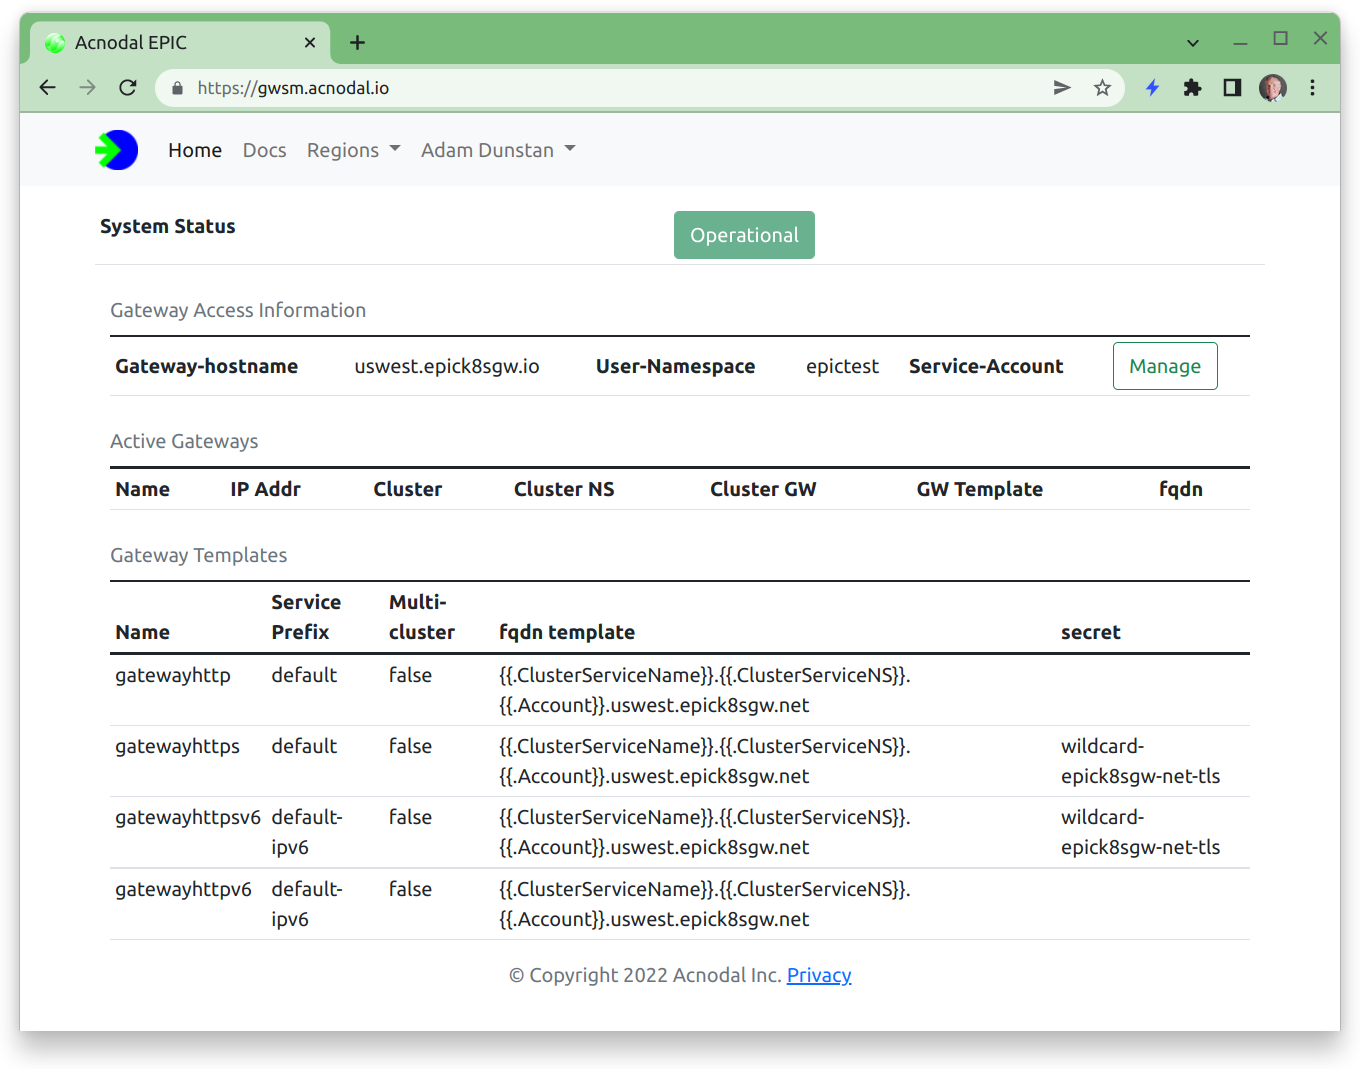 Acnodal EPIC
https://gwsm.acnodal.io
Home Docs Regions Adam Dunstan
System Status Operational
Gateway Access Information
Gateway-hostname uswest.epick8sgw.io User-Namespace epictest Service-Account Manage
Active Gateways
Name IP Addr Cluster Cluster NS Cluster GW GW Template fqdn
Gateway Templates
Service Multi-
Name Prefix cluster fqdn template secret
gatewayhttp default false {{.ClusterServiceName}}.{{.ClusterServiceNS}}.
{{.Account}}.uswest.epick8sgw.net
gatewayhttps default false {{.ClusterServiceName}}.{{.ClusterServiceNS}}. wildcard-
{{.Account}}.uswest.epick8sgw.net epick8sgw-net-tls
gatewayhttpsv6 default- false {{.ClusterServiceName}}.{{.ClusterServiceNS}}. wildcard-
ipv6 {{.Account}}.uswest.epick8sgw.net epick8sgw-net-tls
gatewayhttpv6 default- false {{.ClusterServiceName}}.{{.ClusterServiceNS}}.
ipv6 {{.Account}}.uswest.epick8sgw.net
© Copyright 2022 Acnodal Inc. Privacy